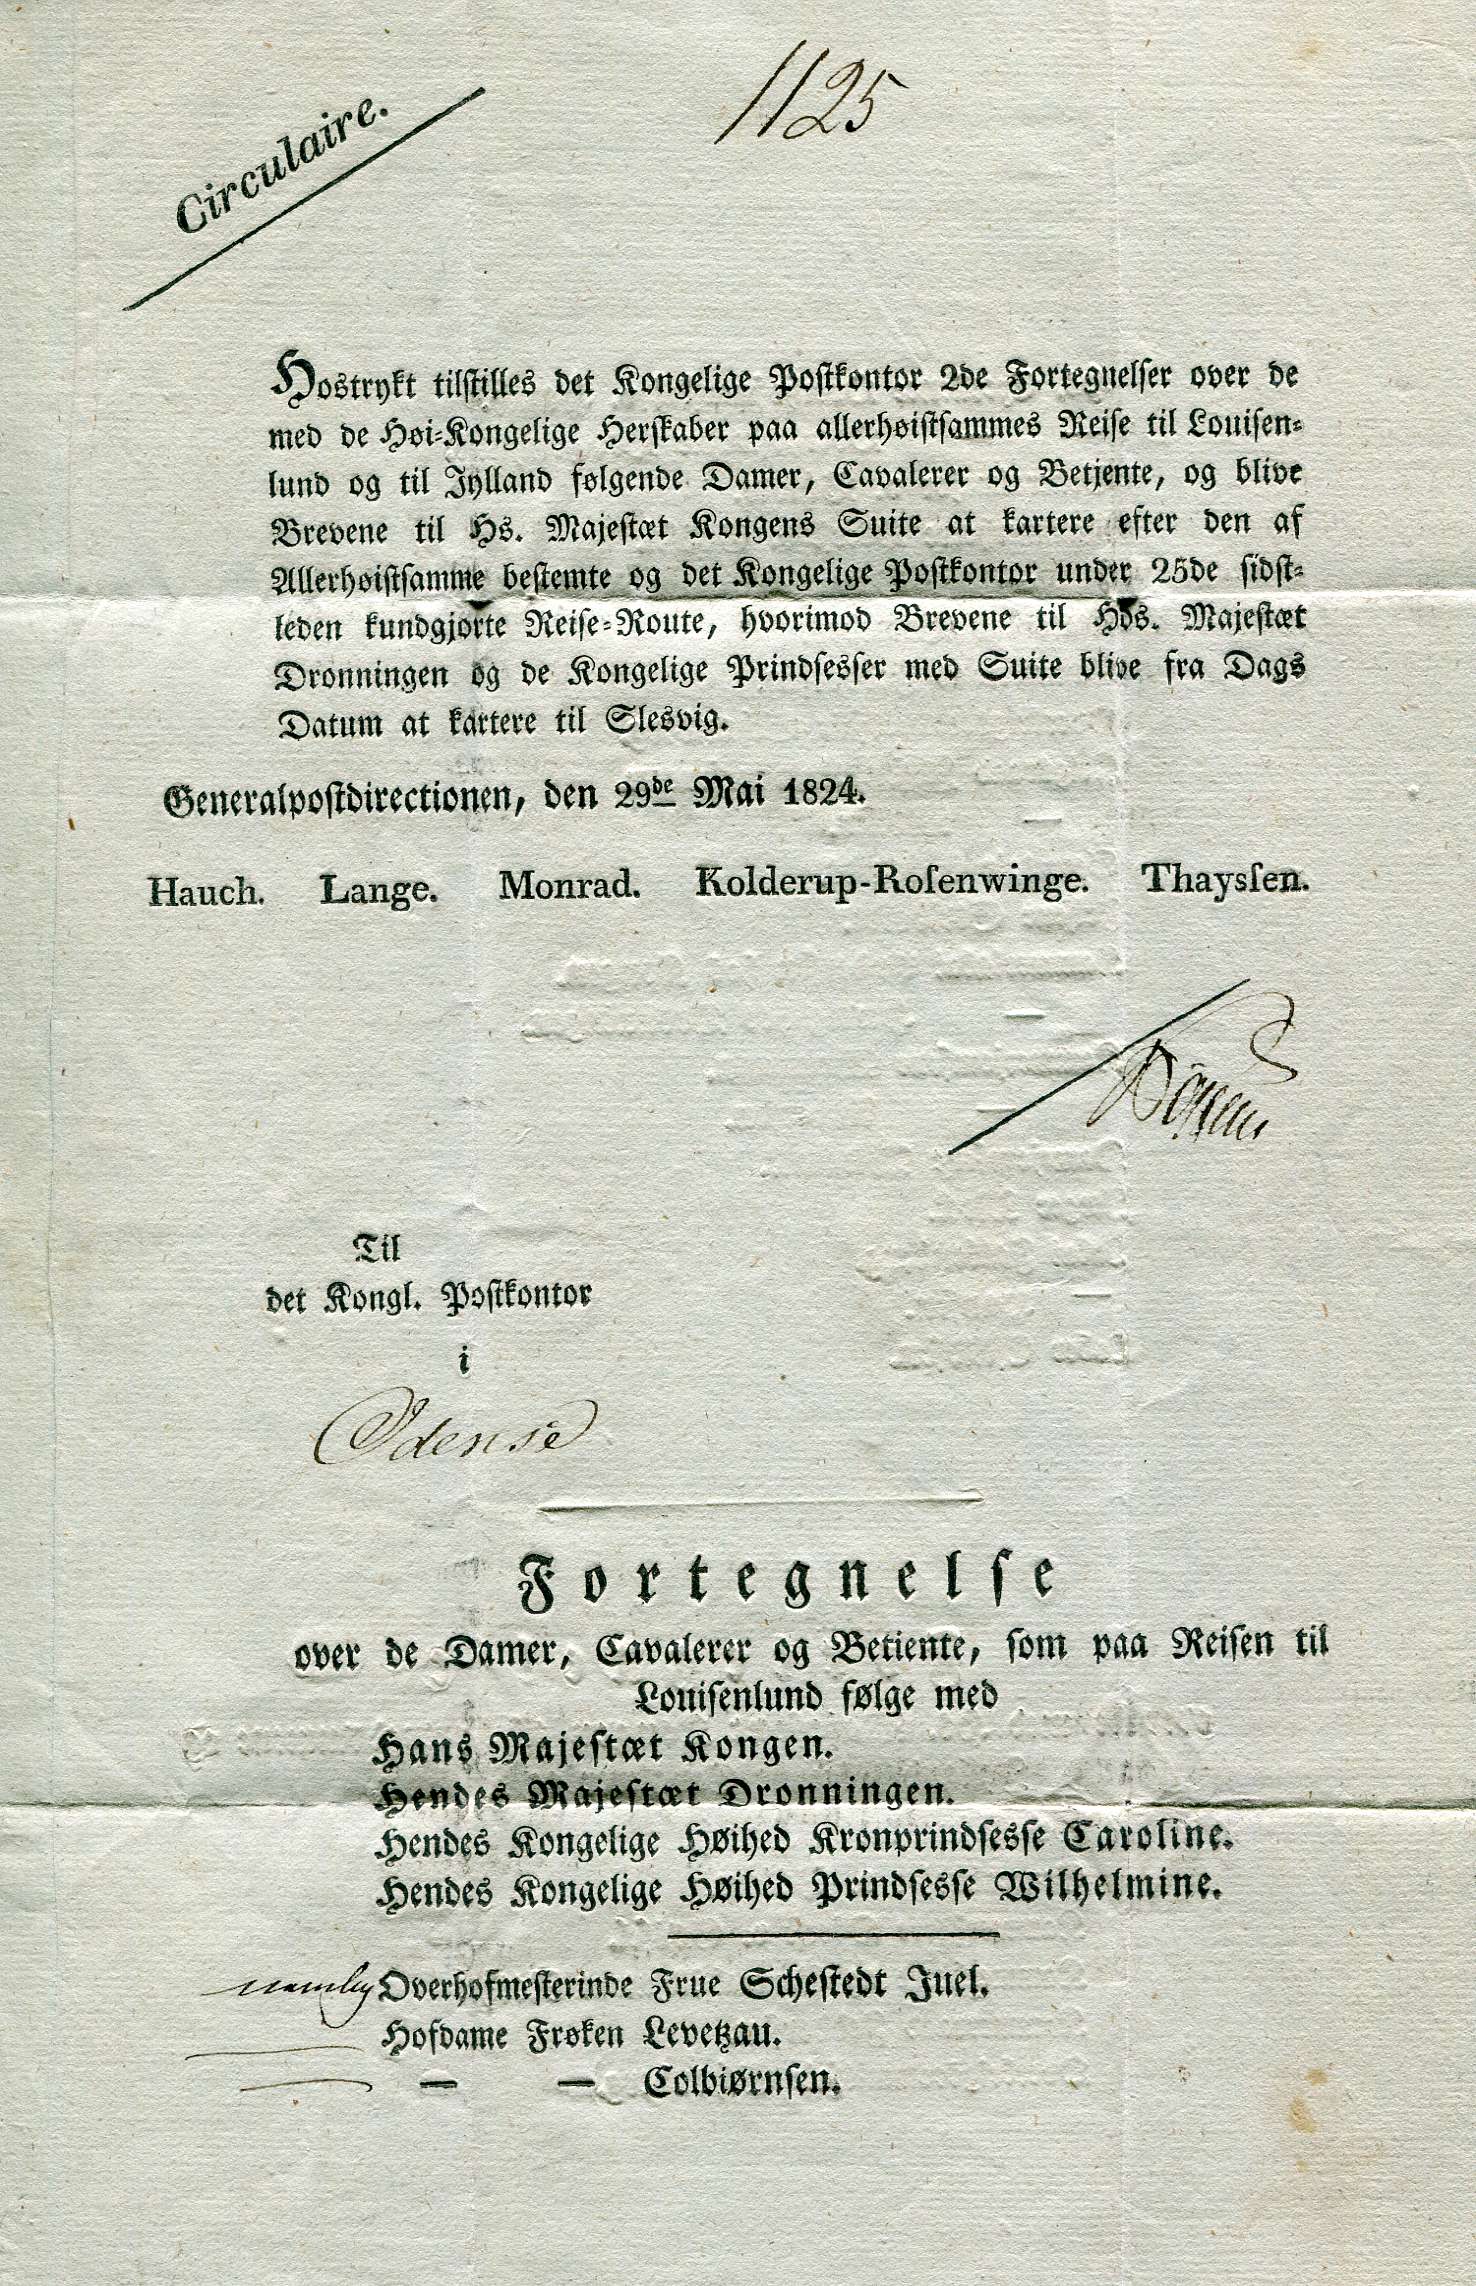 Circulaire.
1125
Hostrykt tilstilles det Kongelige Postkontor 2de Fortegnelser over de
med de Høi-Kongelige Herskaber paa allerhøistsammes Reise til Louisen-
lund og til Jylland følgende Damer, Cavalerer og Betjente, og blive
Brevene til Hs. Majestæt Kongens Suite at kartere efter den af
Allerhøistsamme bestemte og det Kongelige Postkontor under 25de sidst-
leden kundgjorte Reise-Route, hvorimod Brevene til Hds. Majestæt
Dronningen og de Kongelige Prindsesser med Suite blive fra Dags
Datum at kartere til Slesvig.
Generalpostdirectionen, den 29de Mai 1824.
Hauch. Lange. Monrad. Kolderup-Rosenwinge. Thayssen.
Til
det Kongl. Postkontor
i
Odense
Fortegnelse
over de Damer, Cavalerer og Betiente, som paa Reisen til
Louisenlund følge med
Hans Majestæt Kongen.
Hendes Majestæt Dronningen.
Hendes Kongelige Høihed Kronprindsesse Caroline.
Hendes Kongelige Høihed Prindsesse Wilhelmine.
nemlig Overhofmesterinde Frue Schestedt Juel.
Hofdame Frøken Levetzau.
— — Colbiørnsen.